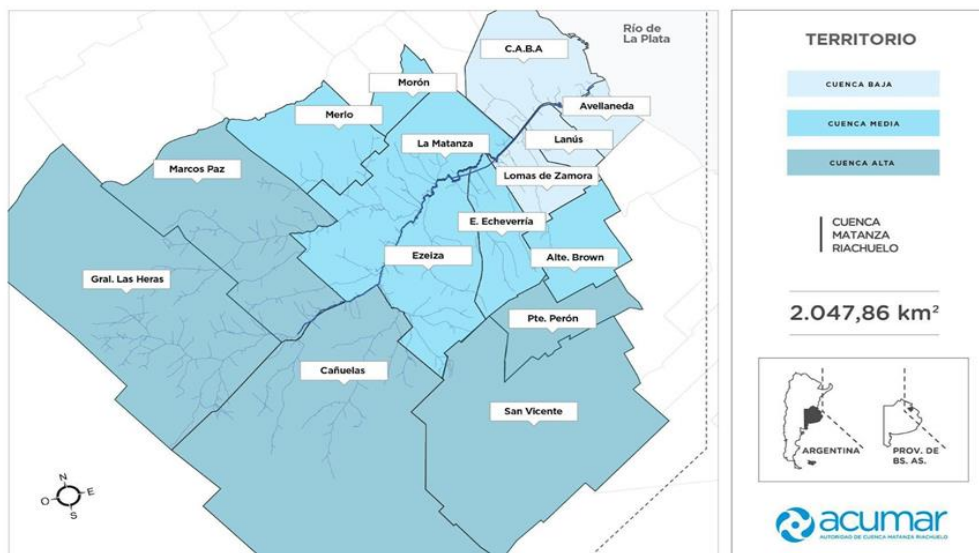 Río de
La Plata
C.A.B.A
Morón
Avellaneda
Merlo
La Matanza
Lanús
Marcos Paz
Lomas de Zamora
E. Echeverría
Ezeiza
Alte. Brown
Gral. Las Heras
Pte. Perón
Cañuelas
San Vicente
N
O
E
S
TERRITORIO
CUENCA BAJA
CUENCA MEDIA
CUENCA ALTA
CUENCA
MATANZA
RIACHUELO
2.047,86 km²
ARGENTINA
PROV. DE
BS. AS.
acumar
AUTORIDAD DE CUENCA MATANZA RIACHUELO